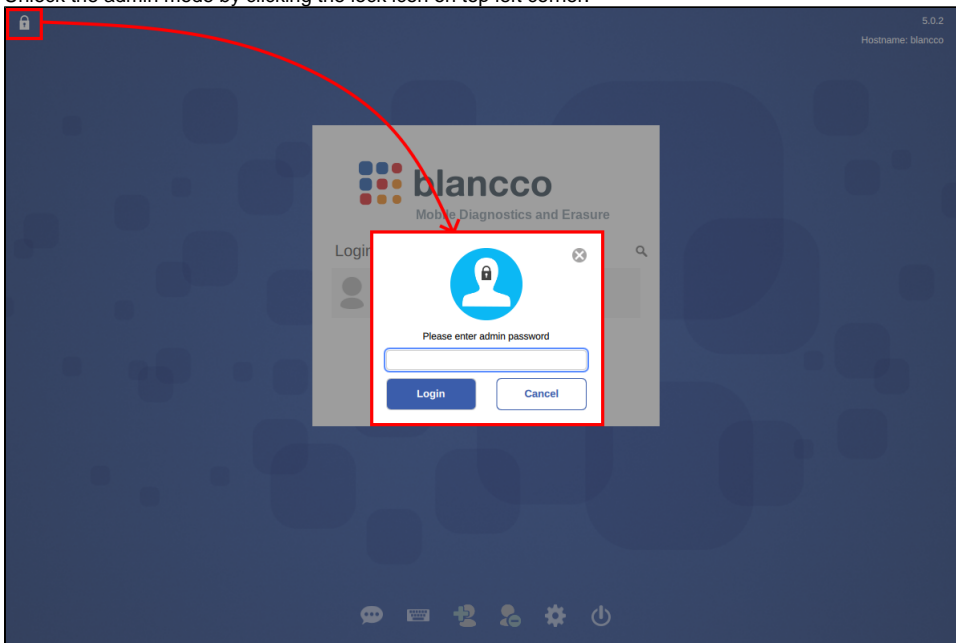 Unlock the admin mode by clicking the lock icon on top left corner.
5.0.2
Hostname: blancco
blancco
Mobile Diagnostics and Erasure
Login
Please enter admin password
Login
Cancel